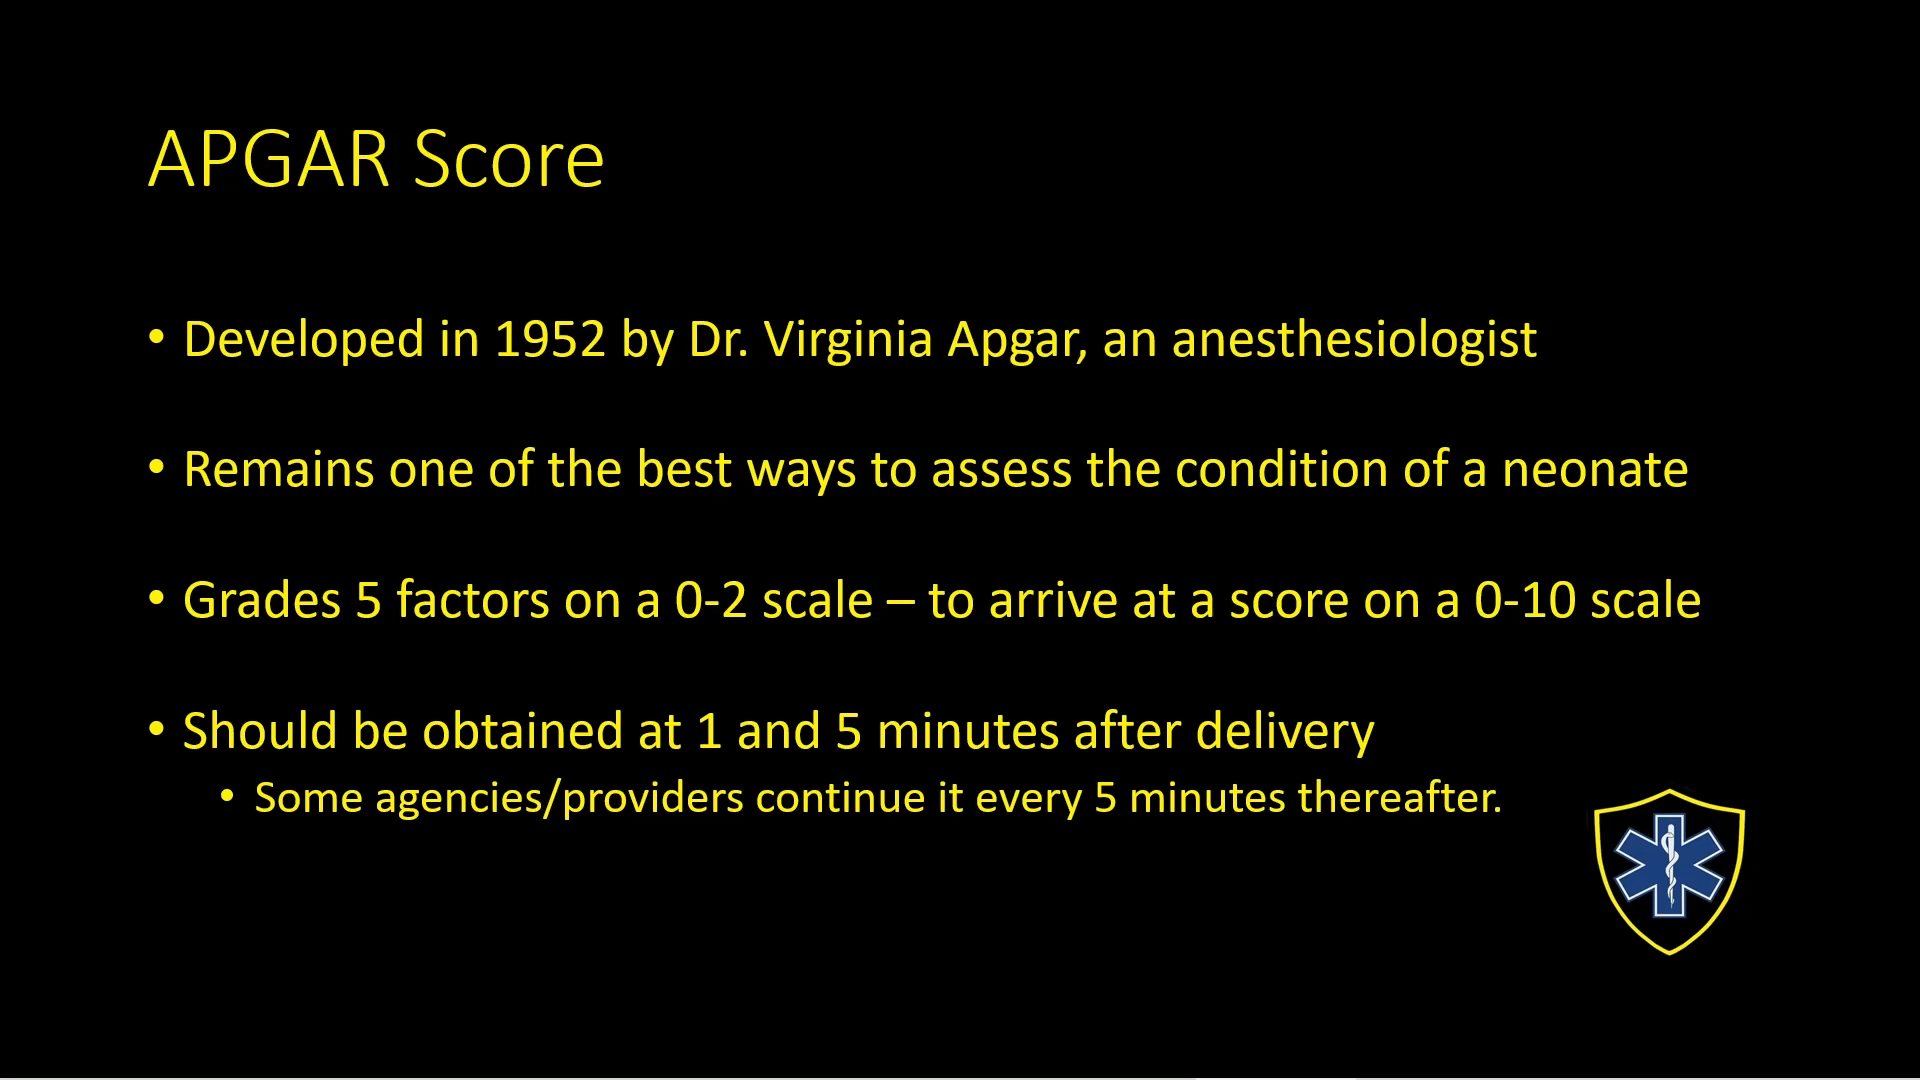 APGAR Score
• Developed in 1952 by Dr. Virginia Apgar, an anesthesiologist
• Remains one of the best ways to assess the condition of a neonate
• Grades 5 factors on a 0-2 scale – to arrive at a score on a 0-10 scale
• Should be obtained at 1 and 5 minutes after delivery
• Some agencies/providers continue it every 5 minutes thereafter.